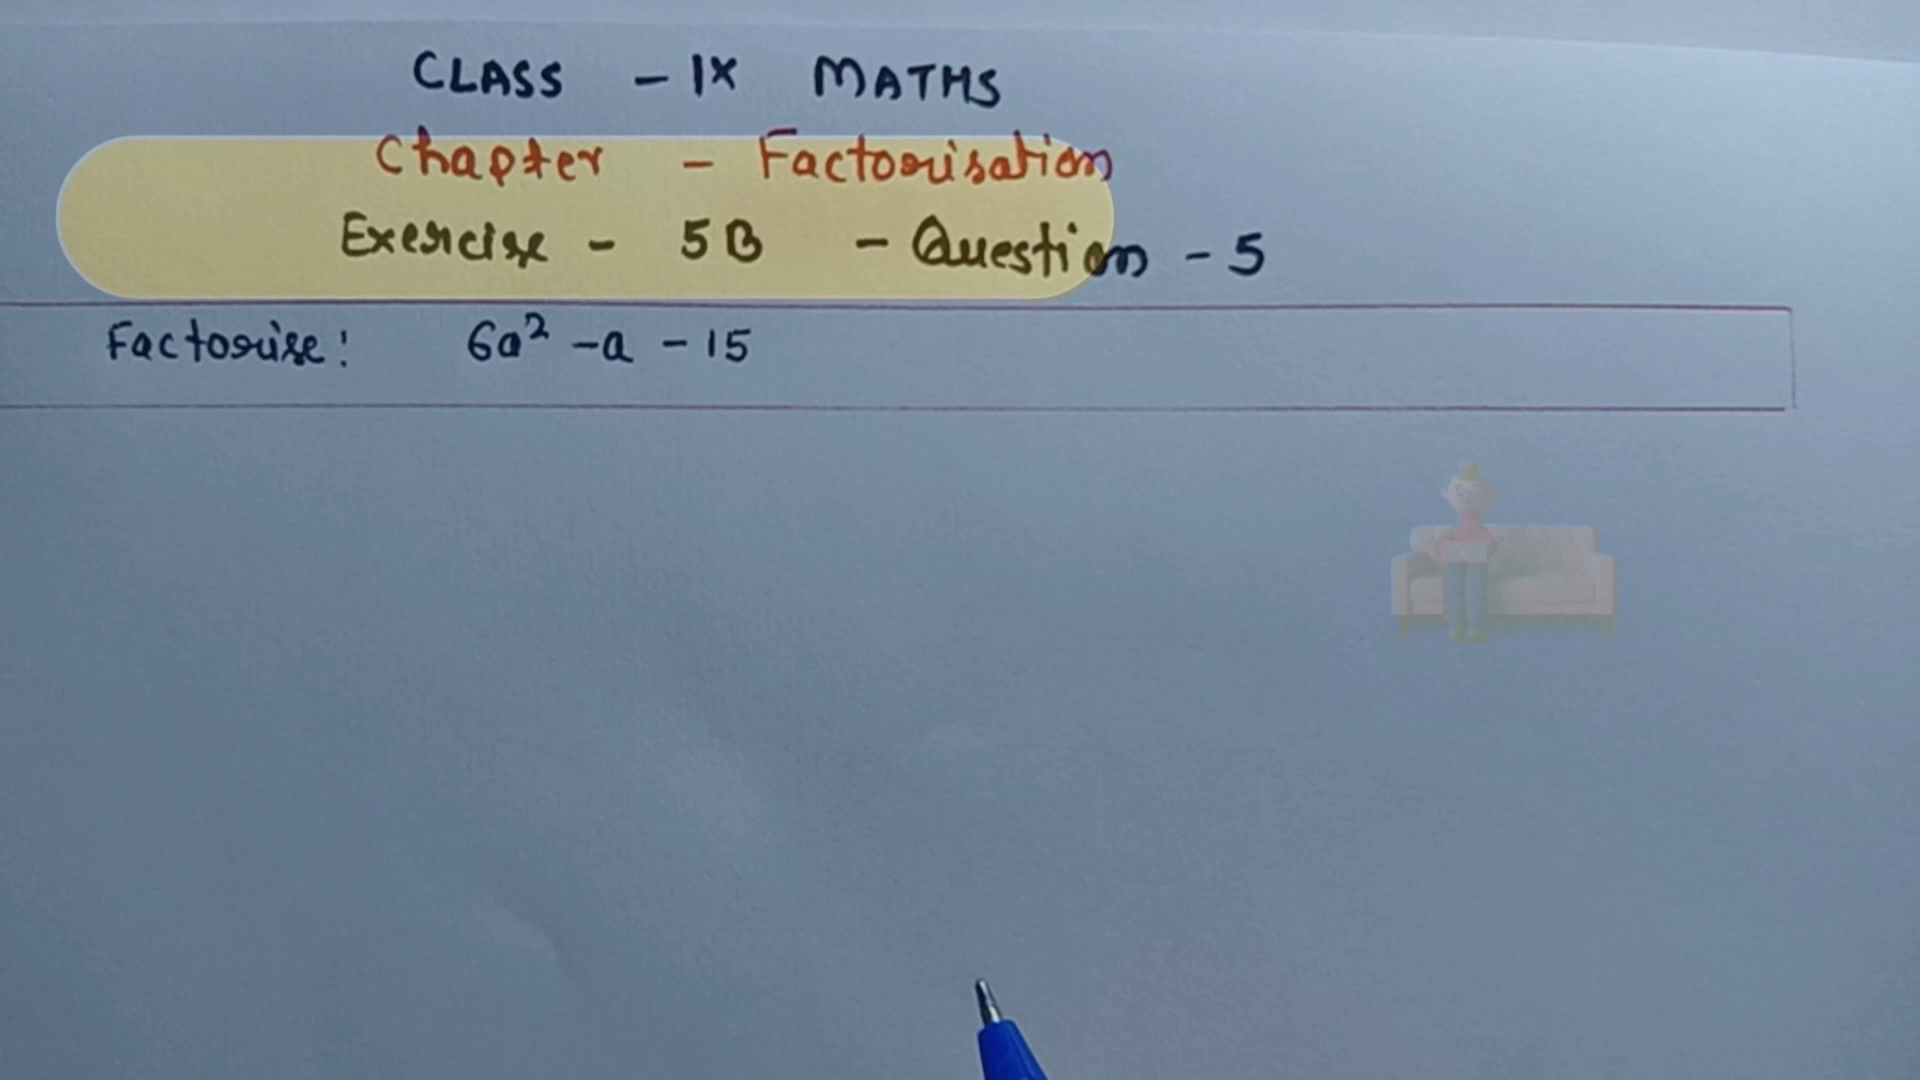 CLASS - IX MATHS
Chapter - Factorisation
Exercise - 5B - Question - 5
Factorise: 6a² - a - 15